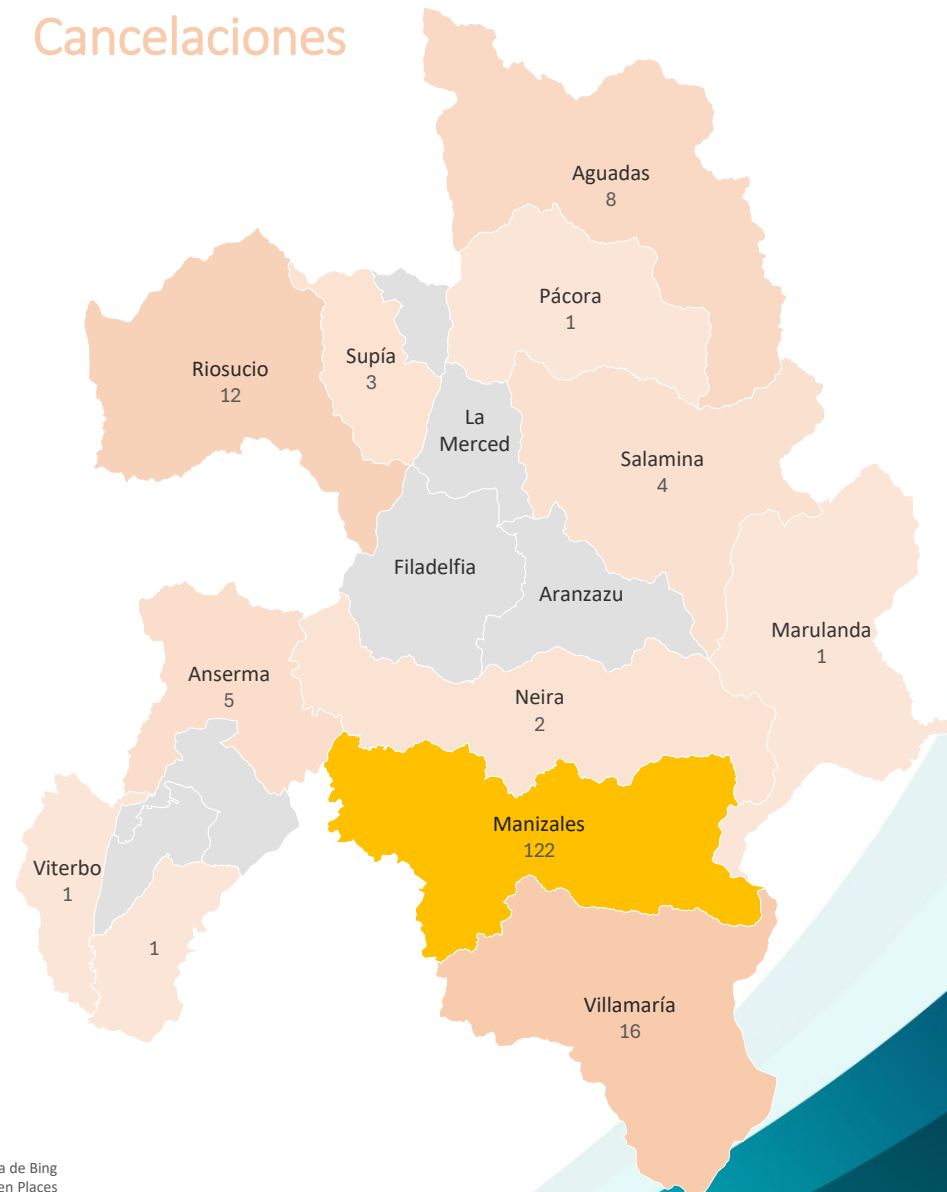 Cancelaciones
Aguadas
8
Pácora
1
Riosucio
12
Supía
3
La
Merced
Salamina
4
Filadelfia
Aranzazu
Marulanda
1
Anserma
5
Neira
2
Manizales
122
Viterbo
1
1
Villamaría
16
a de Bing
en Places